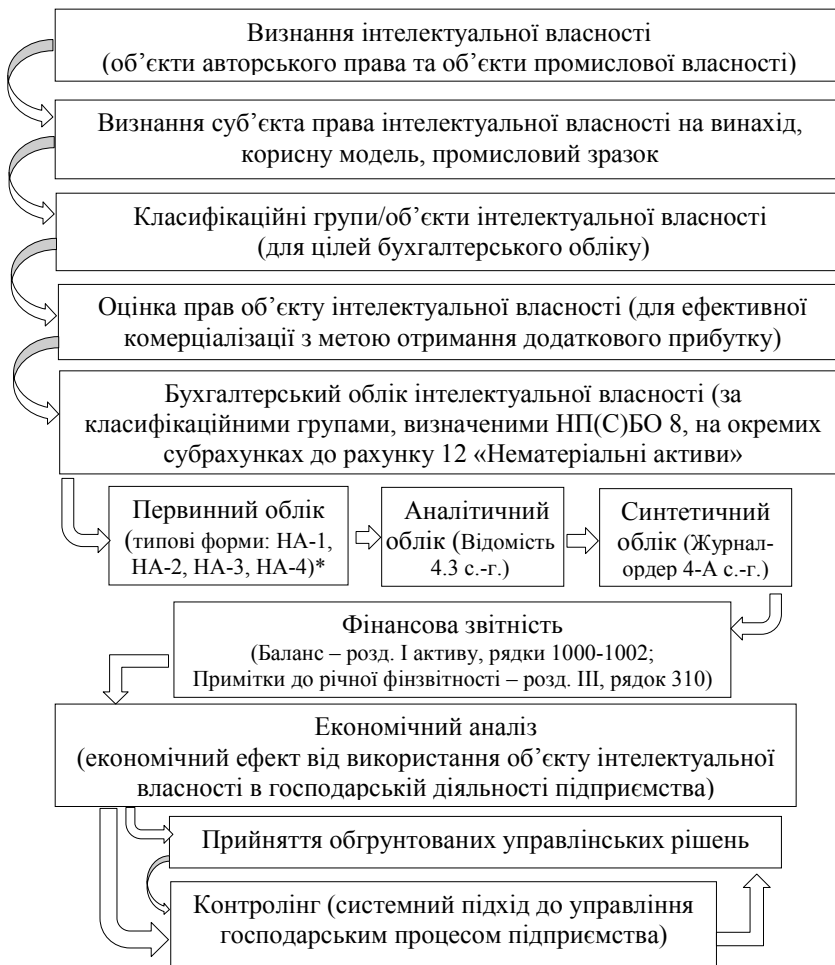 Визнання інтелектуальної власності
(об’єкти авторського права та об’єкти промислової власності)
Визнання суб’єкта права інтелектуальної власності на винахід,
корисну модель, промисловий зразок
Класифікаційні групи/об’єкти інтелектуальної власності
(для цілей бухгалтерського обліку)
Оцінка прав об’єкту інтелектуальної власності (для ефективної
комерціалізації з метою отримання додаткового прибутку)
Бухгалтерський облік інтелектуальної власності (за
класифікаційними групами, визначеними НП(С)БО 8, на окремих
субрахунках до рахунку 12 «Нематеріальні активи»
Первинний облік
(типові форми: НА-1,
НА-2, НА-3, НА-4)*
Аналітичний
облік (Відомість
4.3 с.-г.)
Синтетичний
облік (Журнал-
ордер 4-А с.-г.)
Фінансова звітність
(Баланс – розд. І активу, рядки 1000-1002;
Примітки до річної фінзвітності – розд. ІІІ, рядок 310)
Економічний аналіз
(економічний ефект від використання об’єкту інтелектуальної
власності в господарській діяльності підприємства)
Прийняття обгрунтованих управлінських рішень
Контролінг (системний підхід до управління
господарським процесом підприємства)